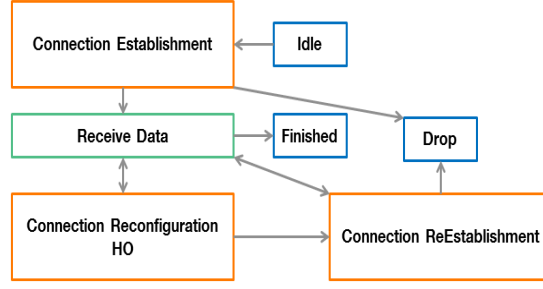 Connection Establishment
Idle
Receive Data
Finished
Drop
Connection Reconfiguration
HO
Connection ReEstablishment